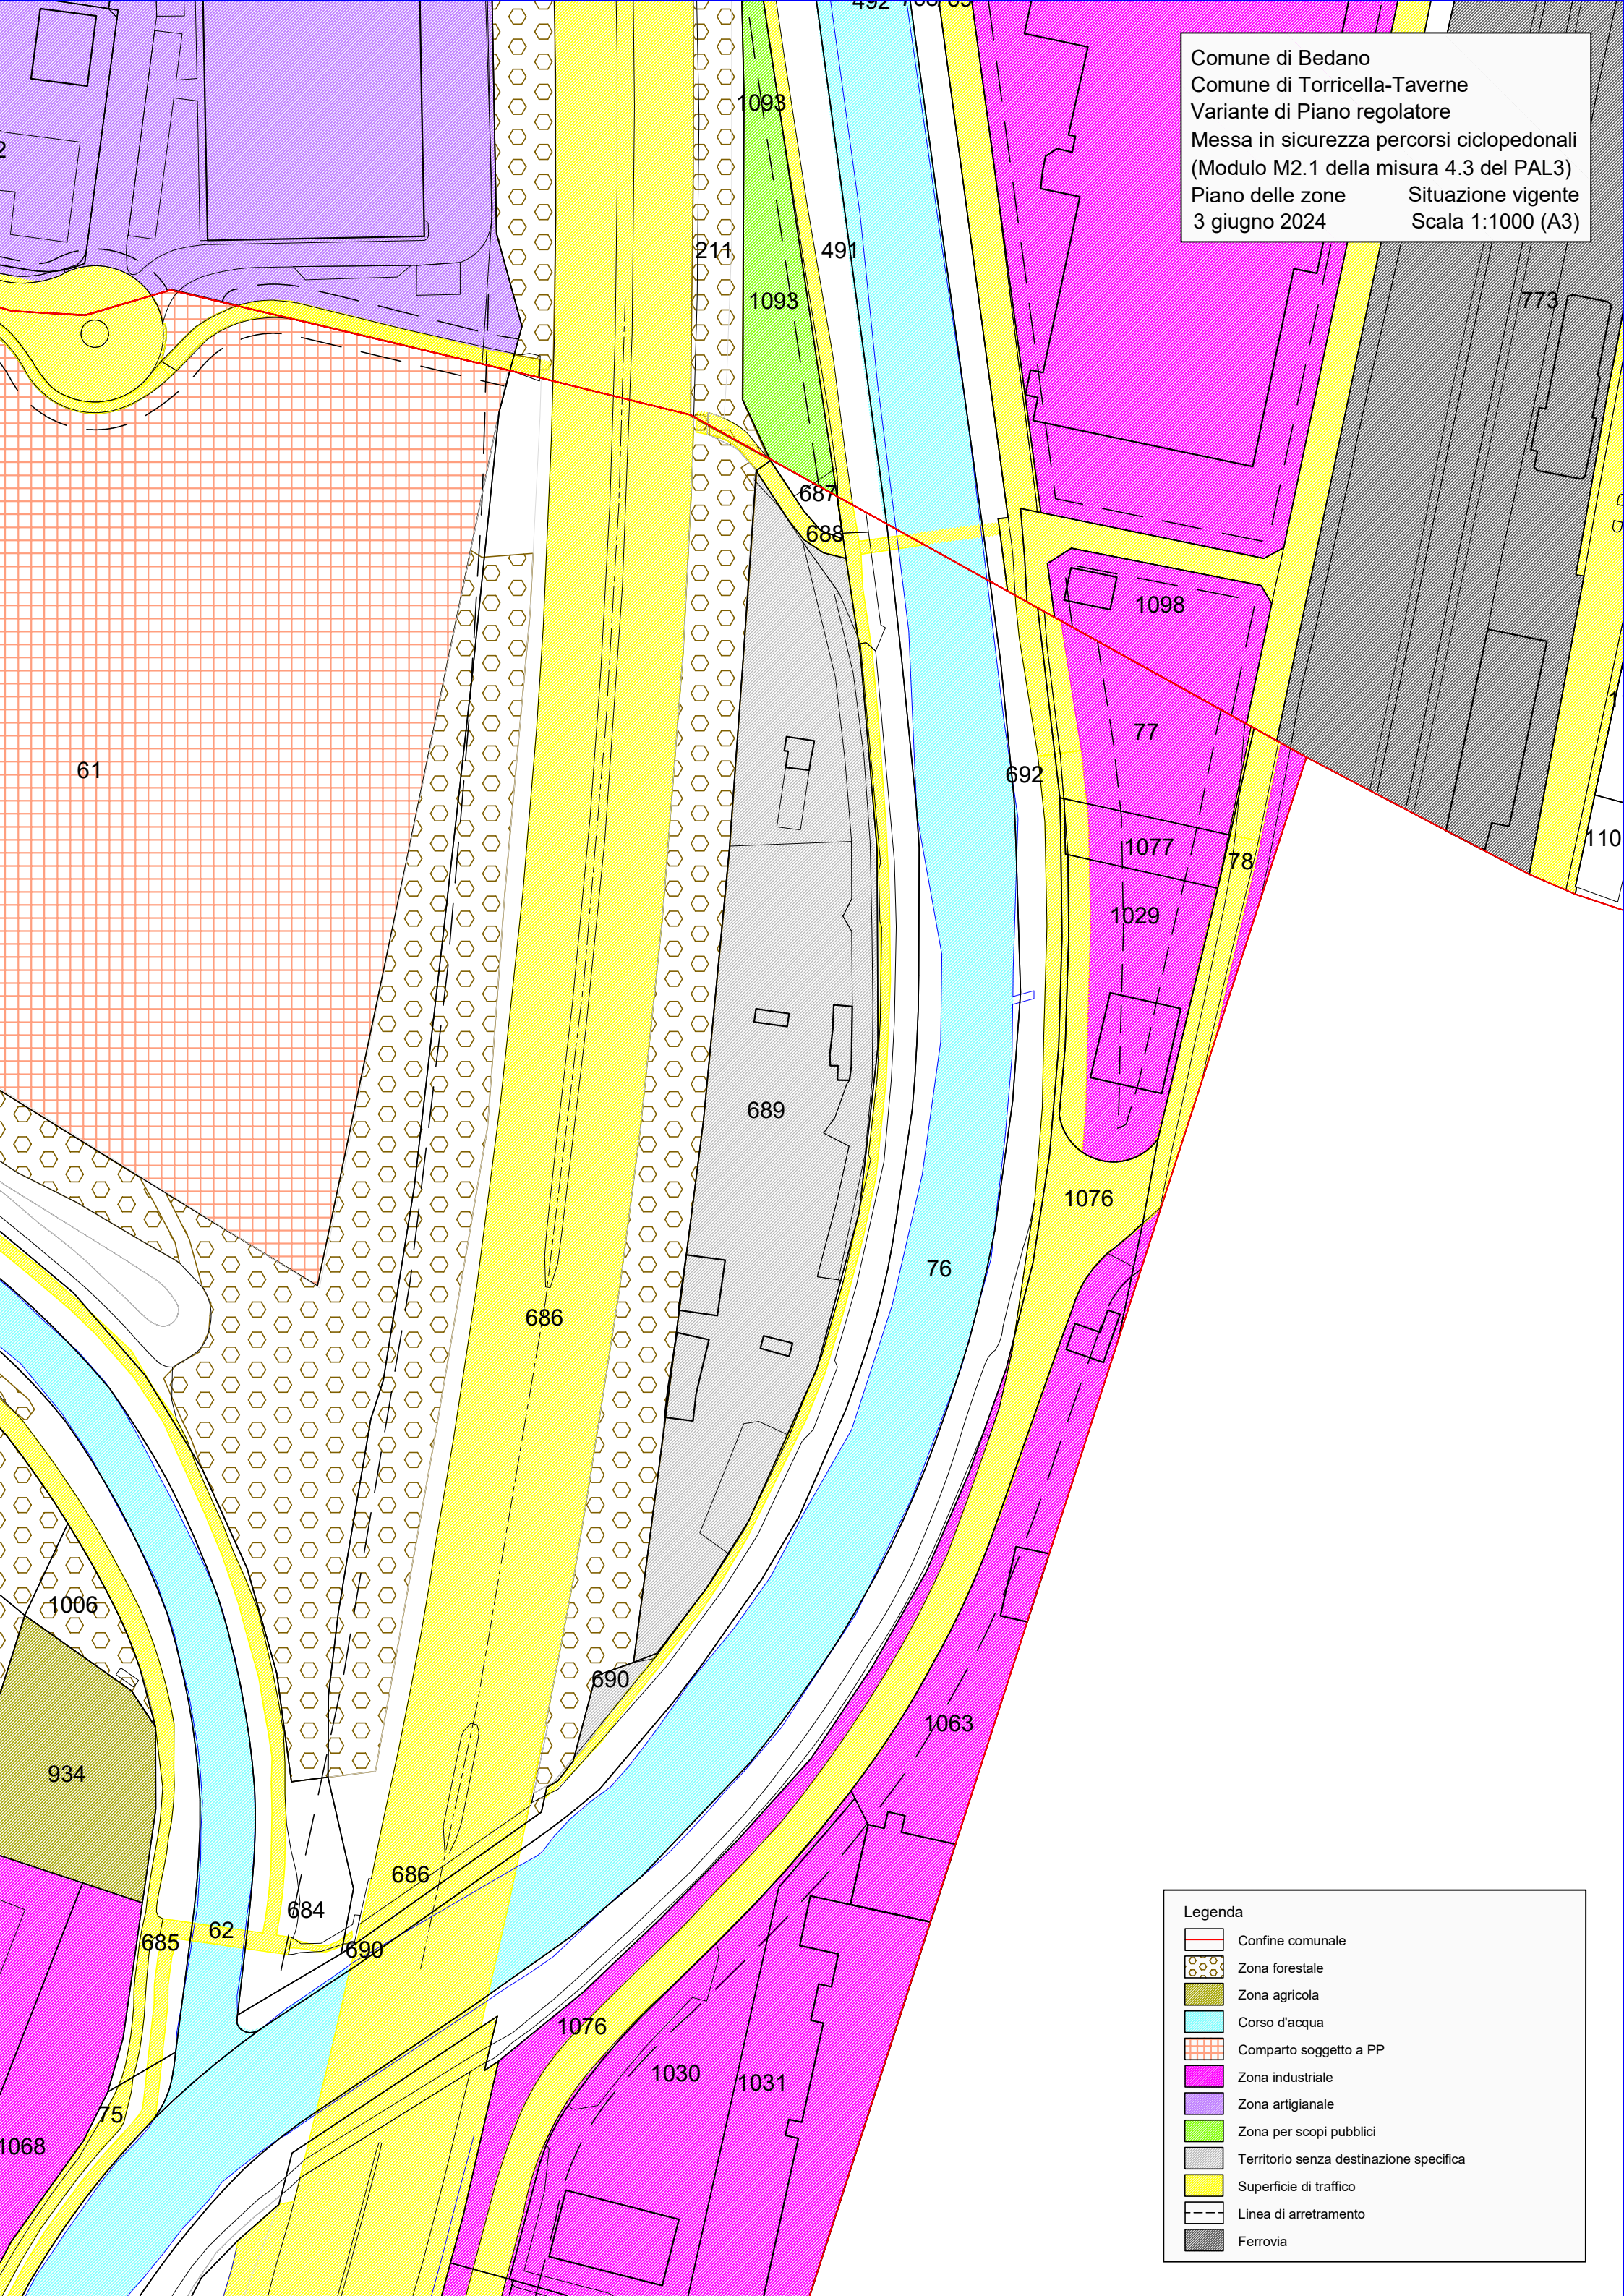 492
1093
Comune di Bedano
Comune di Torricella-Taverne
Variante di Piano regolatore
Messa in sicurezza percorsi ciclopedonali
(Modulo M2.1 della misura 4.3 del PAL3)
Piano delle zone Situazione vigente
3 giugno 2024 Scala 1:1000 (A3)
2
211
491
1093
773
687
688
1098
77
61
692
1077
78
110
1029
689
1076
76
686
1006
690
1063
934
686
684
62
685
690
1076
1030
1031
75
1068
Legenda
Confine comunale
Zona forestale
Zona agricola
Corso d'acqua
Comparto soggetto a PP
Zona industriale
Zona artigianale
Zona per scopi pubblici
Territorio senza destinazione specifica
Superficie di traffico
Linea di arretramento
Ferrovia